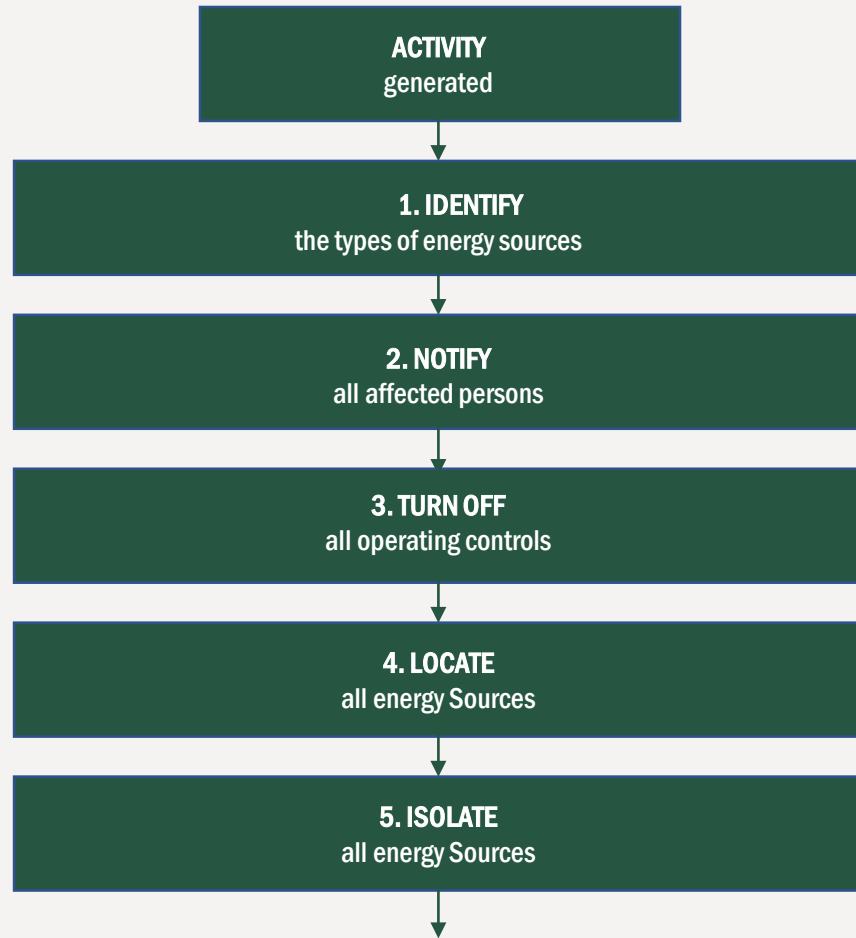 ACTIVITY
generated
1. IDENTIFY
the types of energy sources
2. NOTIFY
all affected persons
3. TURN OFF
all operating controls
4. LOCATE
all energy Sources
5. ISOLATE
all energy Sources